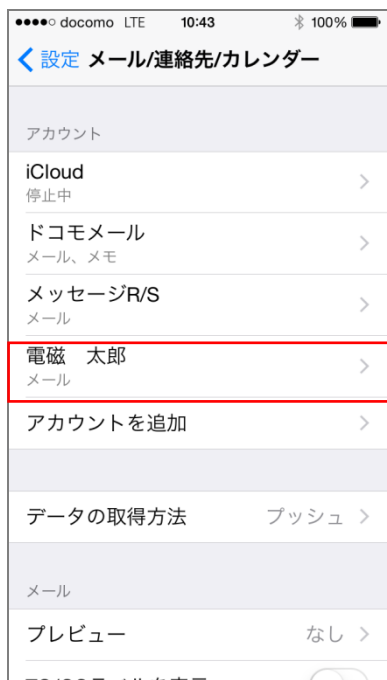 docomo LTE 10:43 100%
設定 メール/連絡先/カレンダー
アカウント
iCloud
停止中
ドコモメール
メール、メモ
メッセージR/S
メール
電磁　太郎
メール
アカウントを追加
データの取得方法 プッシュ
メール
プレビュー なし